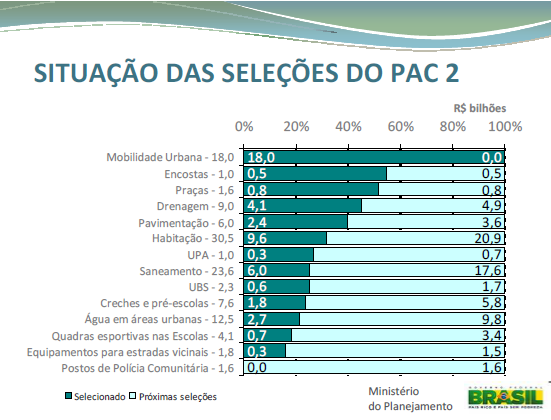 SITUAÇÃO DAS SELEÇÕES DO PAC 2
R$ bilhões
0% 20% 40% 60% 80% 100%
Mobilidade Urbana - 18,0 18,0 0,0
Encostas - 1,0 0,5 0,5
Praças - 1,6 0,8 0,8
Drenagem - 9,0 4,1 4,9
Pavimentação - 6,0 2,4 3,6
Habitação - 30,5 9,6 20,9
UPA - 1,0 0,3 0,7
Saneamento - 23,6 6,0 17,6
UBS - 2,3 0,6 1,7
Creches e pré-escolas - 7,6 1,8 5,8
Água em áreas urbanas - 12,5 2,7 9,8
Quadras esportivas nas Escolas - 4,1 0,7 3,4
Equipamentos para estradas vicinais - 1,8 0,3 1,5
Postos de Polícia Comunitária - 1,6 0,0 1,6
Selecionado Próximas seleções
Ministério
do Planejamento
GOVERNO FEDERAL
BRASIL
PAÍS RICO É PAÍS SEM POBREZA